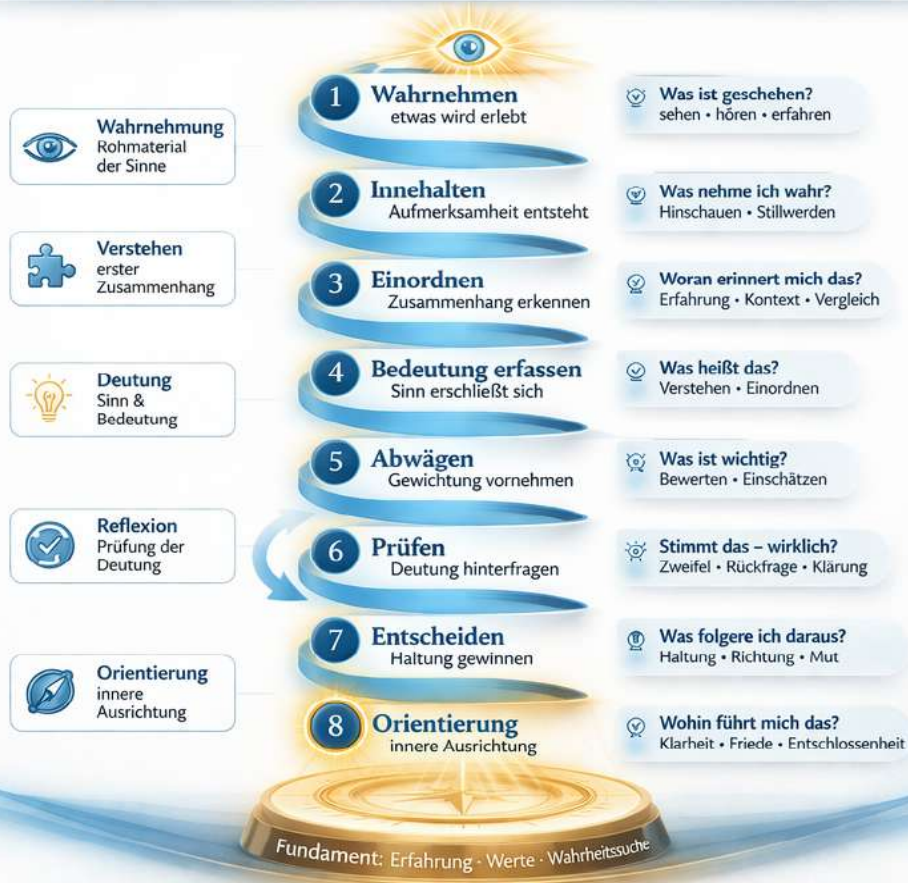 Wahrnehmung
Rohmaterial
der Sinne
Verstehen
erster
Zusammenhang
Deutung
Sinn &
Bedeutung
Reflexion
Prüfung der
Deutung
Orientierung
innere
Ausrichtung
1 Wahrnehmen
etwas wird erlebt
2 Innehalten
Aufmerksamheit entsteht
3 Einordnen
Zusammenhang erkennen
4 Bedeutung erfassen
Sinn erschließt sich
5 Abwägen
Gewichtung vornehmen
6 Prüfen
Deutung hinterfragen
7 Entscheiden
Haltung gewinnen
8 Orientierung
innere Ausrichtung
Was ist geschehen?
sehen • hören • erfahren
Was nehme ich wahr?
Hinschauen • Stillwerden
Woran erinnert mich das?
Erfahrung • Kontext • Vergleich
Was heißt das?
Verstehen • Einordnen
Was ist wichtig?
Bewerten • Einschätzen
Stimmt das – wirklich?
Zweifel • Rückfrage • Klärung
Was folgere ich daraus?
Haltung • Richtung • Mut
Wohin führt mich das?
Klarheit • Friede • Entschlossenheit
Fundament: Erfahrung · Werte · Wahrheitssuche